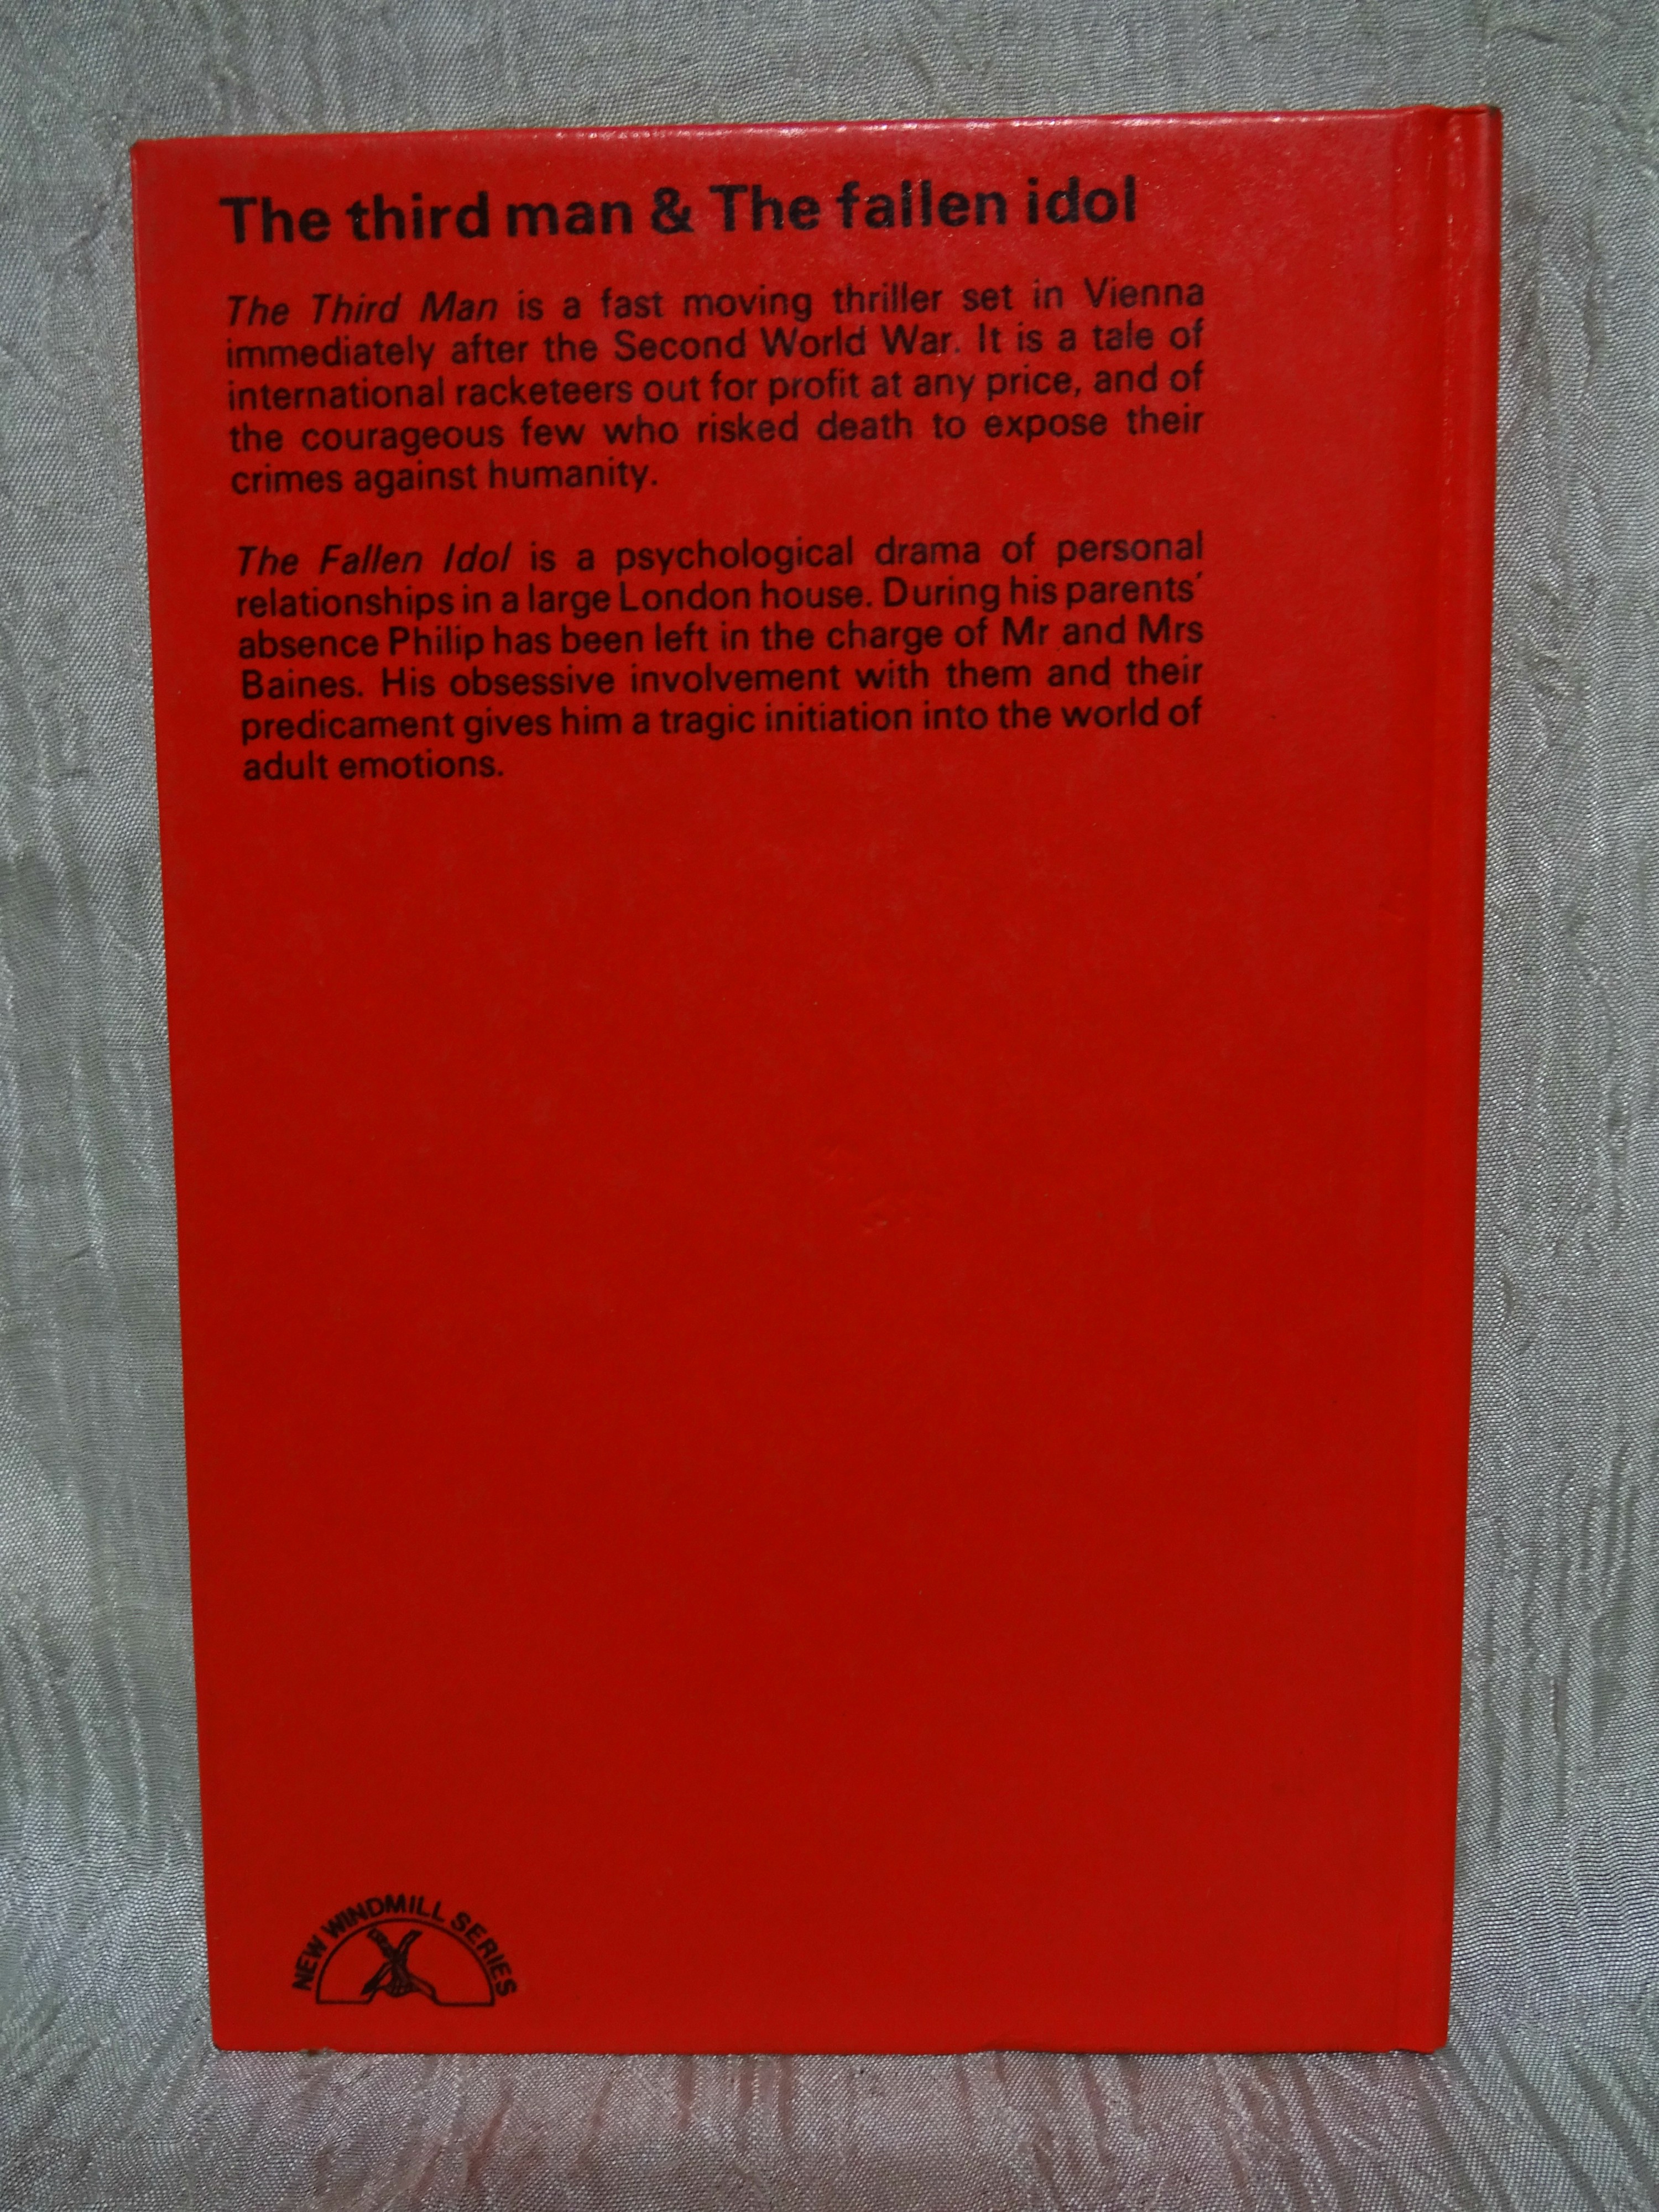 The third man & The fallen idol
The Third Man is a fast moving thriller set in Vienna
immediately after the Second World War. It is a tale of
international racketeers out for profit at any price, and of
the courageous few who risked death to expose their
crimes against humanity.
The Fallen Idol is a psychological drama of personal
relationships in a large London house. During his parents'
absence Philip has been left in the charge of Mr and Mrs
Baines. His obsessive involvement with them and their
predicament gives him a tragic initiation into the world of
adult emotions.
NEW WINDMILL SERIES